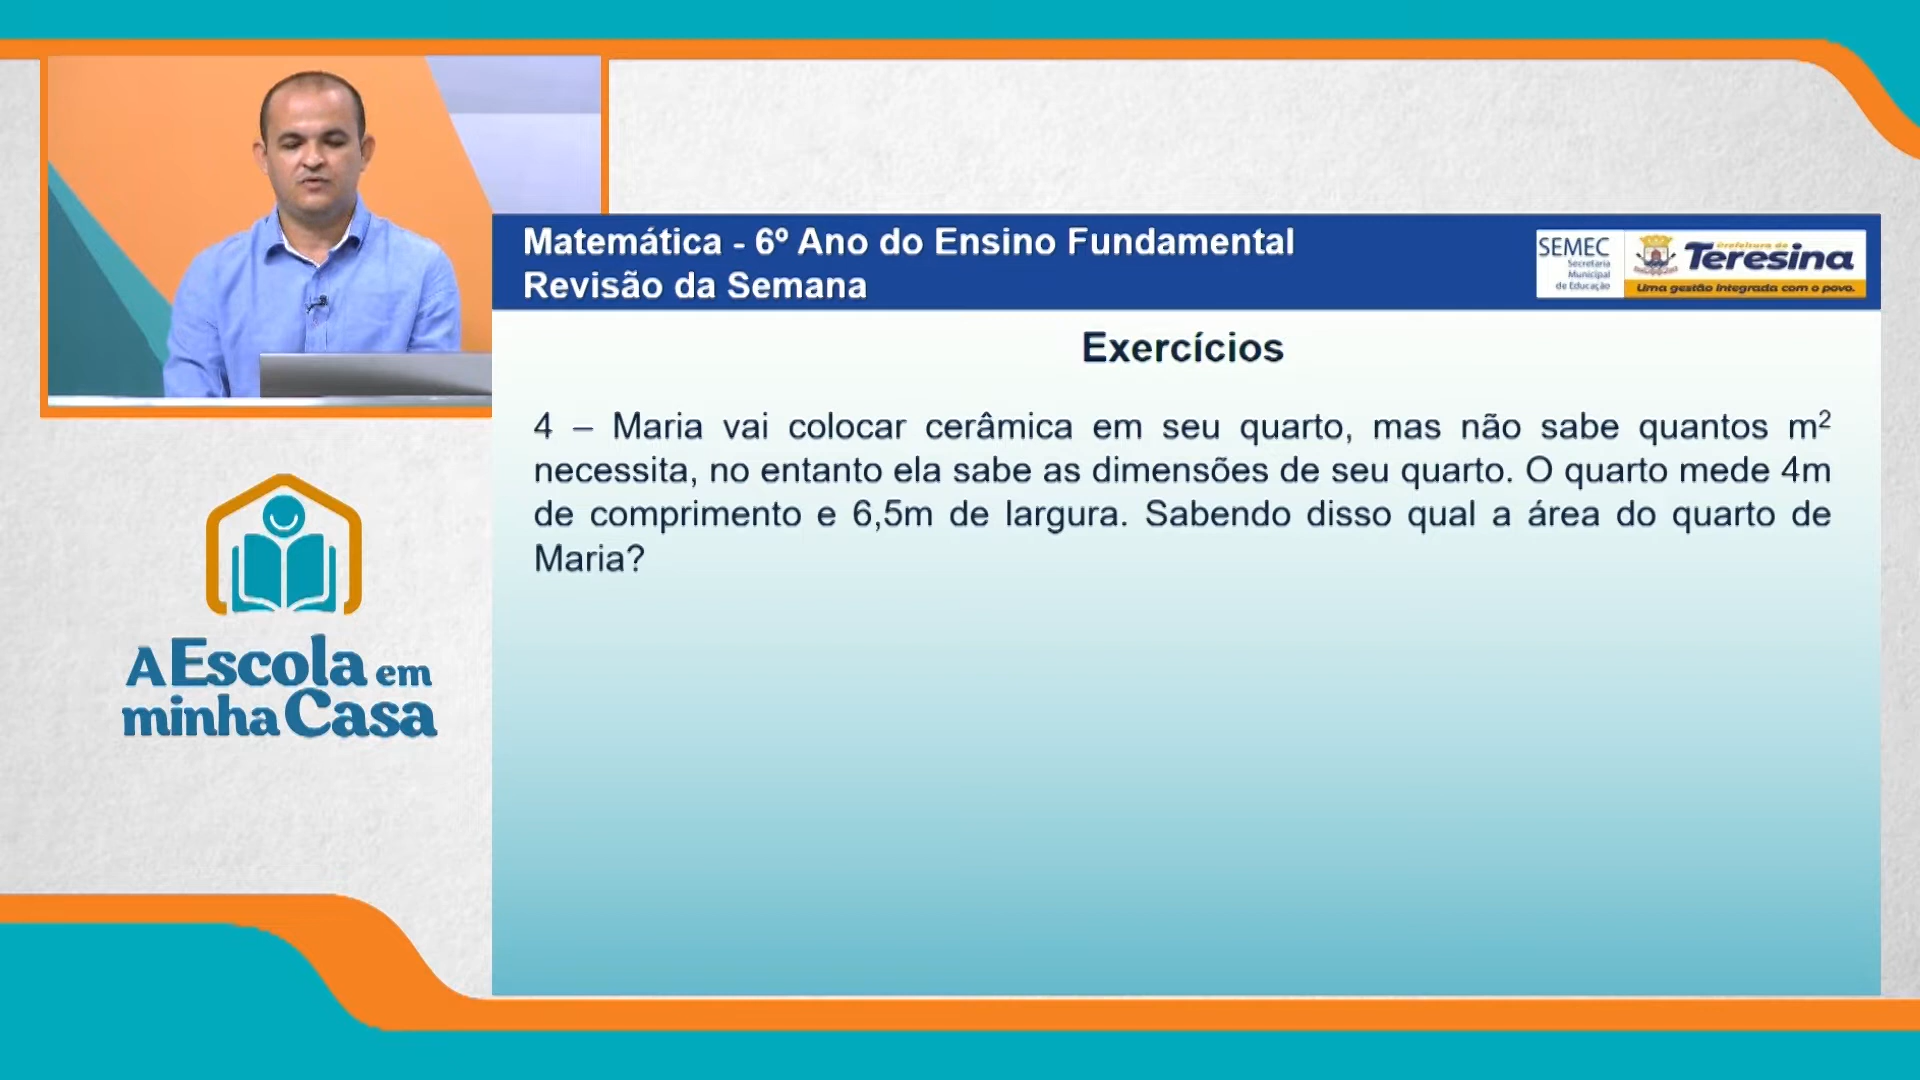 Matemática - 6º Ano do Ensino Fundamental
Revisão da Semana
SEMEC
Secretaria
Municipal
de Educação
Prefeitura de
Teresina
Uma gestão integrada com o povo.
Exercícios
4 – Maria vai colocar cerâmica em seu quarto, mas não sabe quantos m²
necessita, no entanto ela sabe as dimensões de seu quarto. O quarto mede 4m
de comprimento e 6,5m de largura. Sabendo disso qual a área do quarto de
Maria?
A Escola em
minha Casa